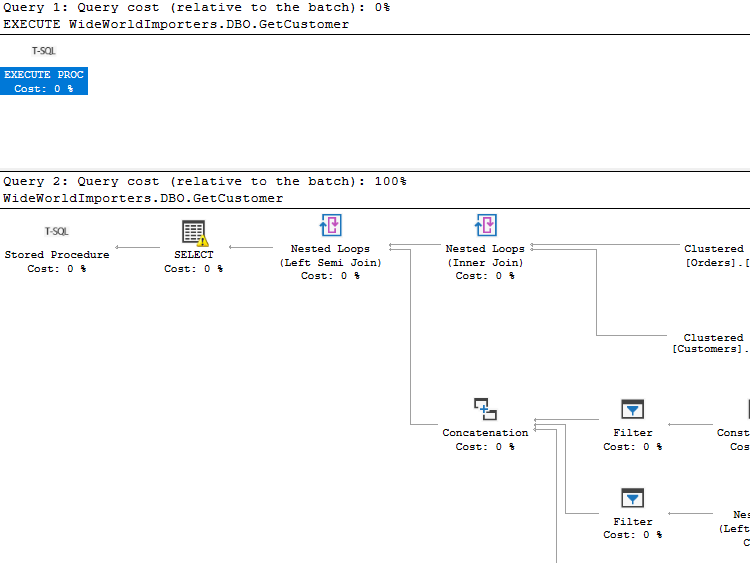 Query 1: Query cost (relative to the batch): 0%
EXECUTE WideWorldImporters.DBO.GetCustomer
T-SQL
EXECUTE PROC
Cost: 0 %
Query 2: Query cost (relative to the batch): 100%
WideWorldImporters.DBO.GetCustomer
T-SQL
Stored Procedure
Cost: 0 %
SELECT
Cost: 0 %
Nested Loops
(Left Semi Join)
Cost: 0 %
Nested Loops
(Inner Join)
Cost: 0 %
Clustered
[Orders].[
Clustered
[Customers].
Concatenation
Cost: 0 %
Filter
Cost: 0 %
Const
Cos
Filter
Cost: 0 %
Nes
(Left
C